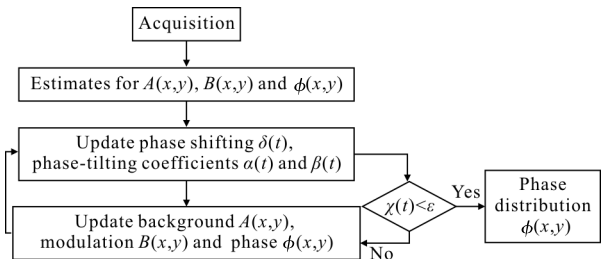 Acquisition
Estimates for A(x,y), B(x,y) and ϕ(x,y)
Update phase shifting δ(t),
phase-tilting coefficients α(t) and β(t)
Update background A(x,y),
modulation B(x,y) and phase ϕ(x,y)
χ(t)<ε
Yes
No
Phase
distribution
ϕ(x,y)